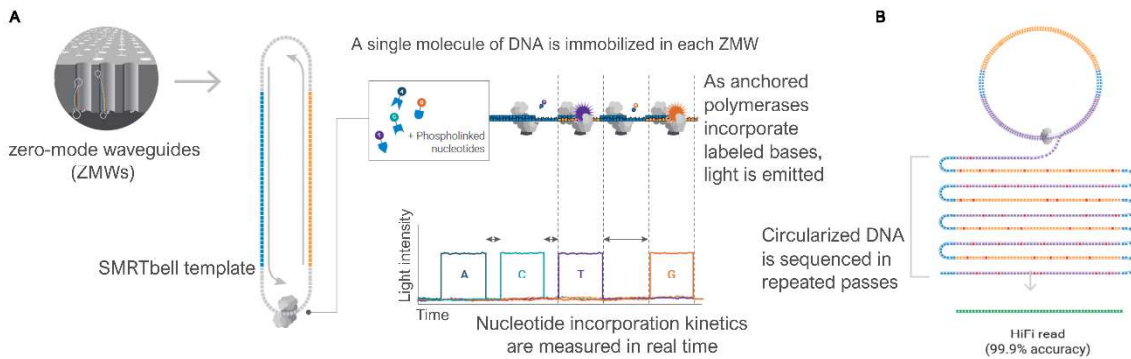 A
A single molecule of DNA is immobilized in each ZMW
zero-mode waveguides
(ZMWs)
SMRTbell template
A
C
G
T
+ Phospholinked
nucleotides
As anchored
polymerases
incorporate
labeled bases,
light is emitted
Light intensity
A
C
T
G
Time
Nucleotide incorporation kinetics
are measured in real time
B
Circularized DNA
is sequenced in
repeated passes
HiFi read
(99.9% accuracy)